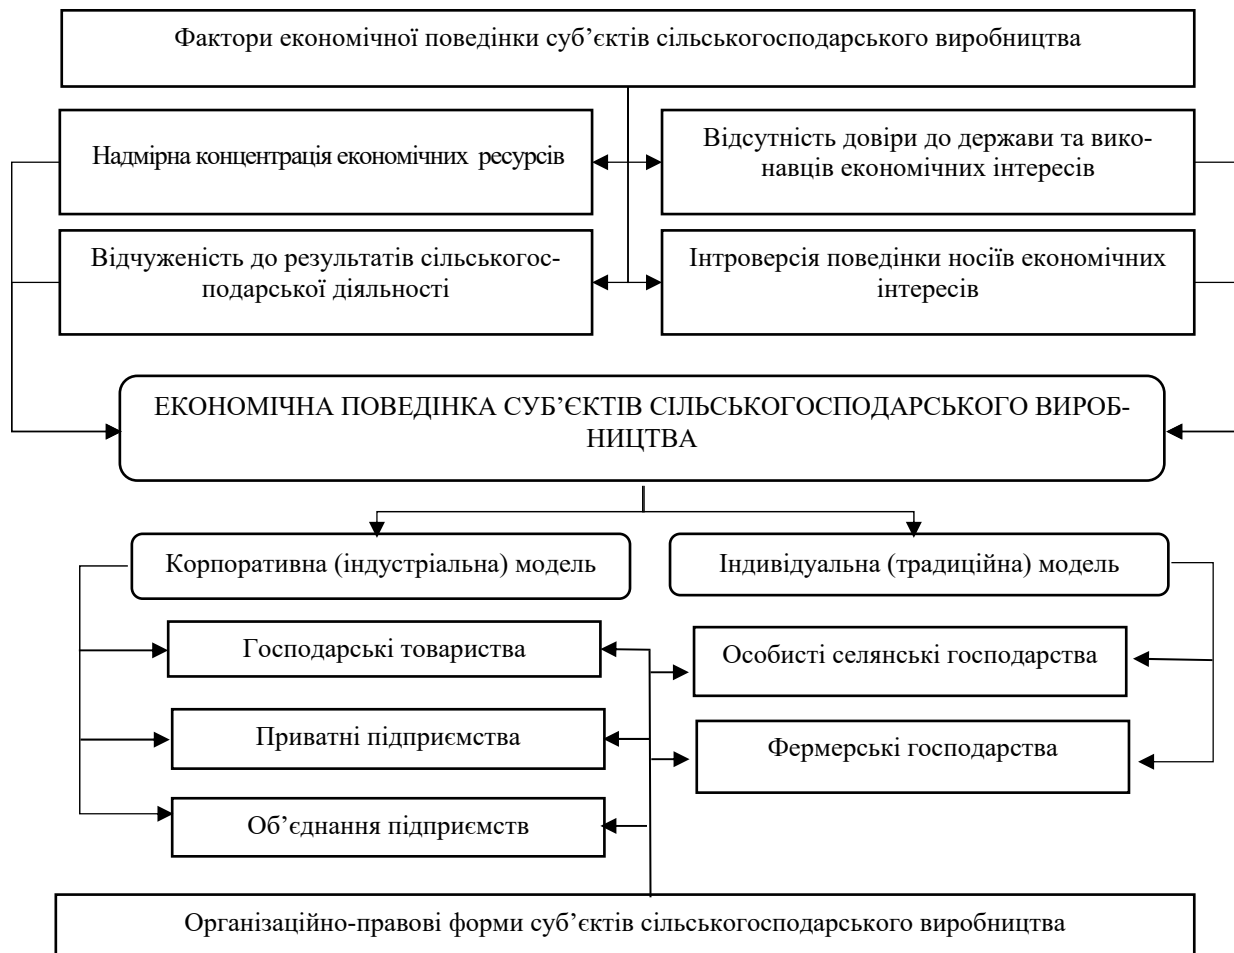 Фактори економічної поведінки суб’єктів сільськогосподарського виробництва
Надмірна концентрація економічних ресурсів
Відсутність довіри до держави та вико-
навців економічних інтересів
Відчуженість до результатів сільськогос-
подарської діяльності
Інтроверсія поведінки носіїв економічних
інтересів
ЕКОНОМІЧНА ПОВЕДІНКА СУБ’ЄКТІВ СІЛЬСЬКОГОСПОДАРСЬКОГО ВИРОБ-
НИЦТВА
Корпоративна (індустріальна) модель
Індивідуальна (традиційна) модель
Господарські товариства
Особисті селянські господарства
Приватні підприємства
Фермерські господарства
Об’єднання підприємств
Організаційно-правові форми суб’єктів сільськогосподарського виробництва